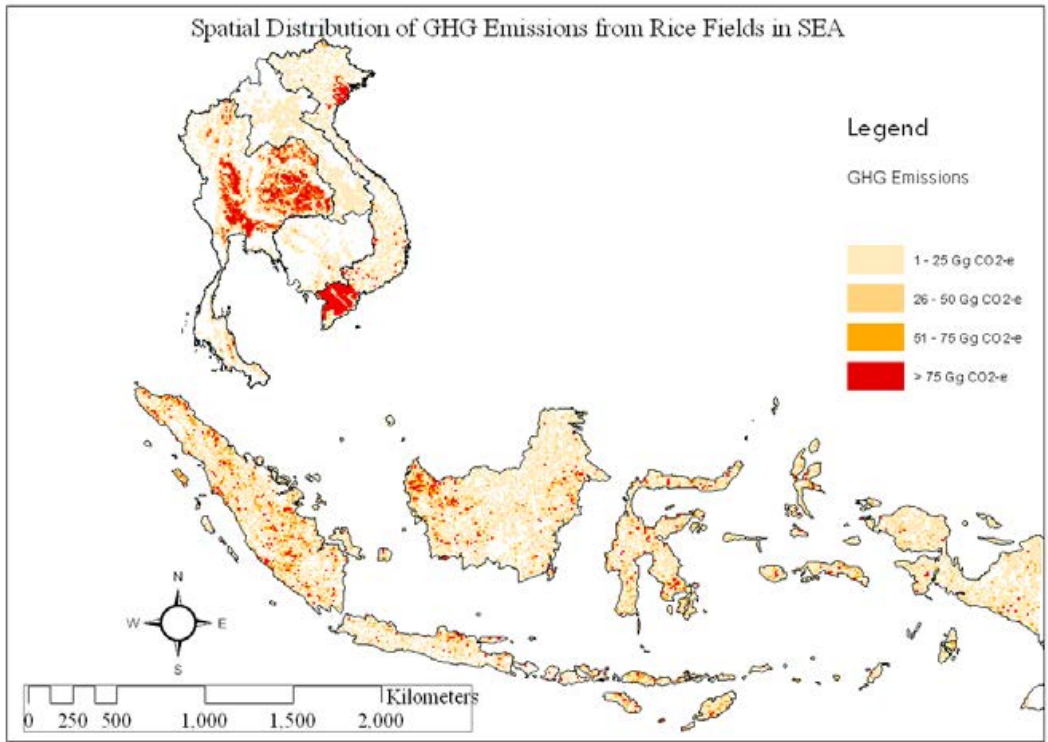 Spatial Distribution of GHG Emissions from Rice Fields in SEA
Legend
GHG Emissions
1 - 25 Gg CO2-e
26 - 50 Gg CO2-e
51 - 75 Gg CO2-e
> 75 Gg CO2-e
N
W E
S
Kilometers
0 250 500 1,000 1,500 2,000